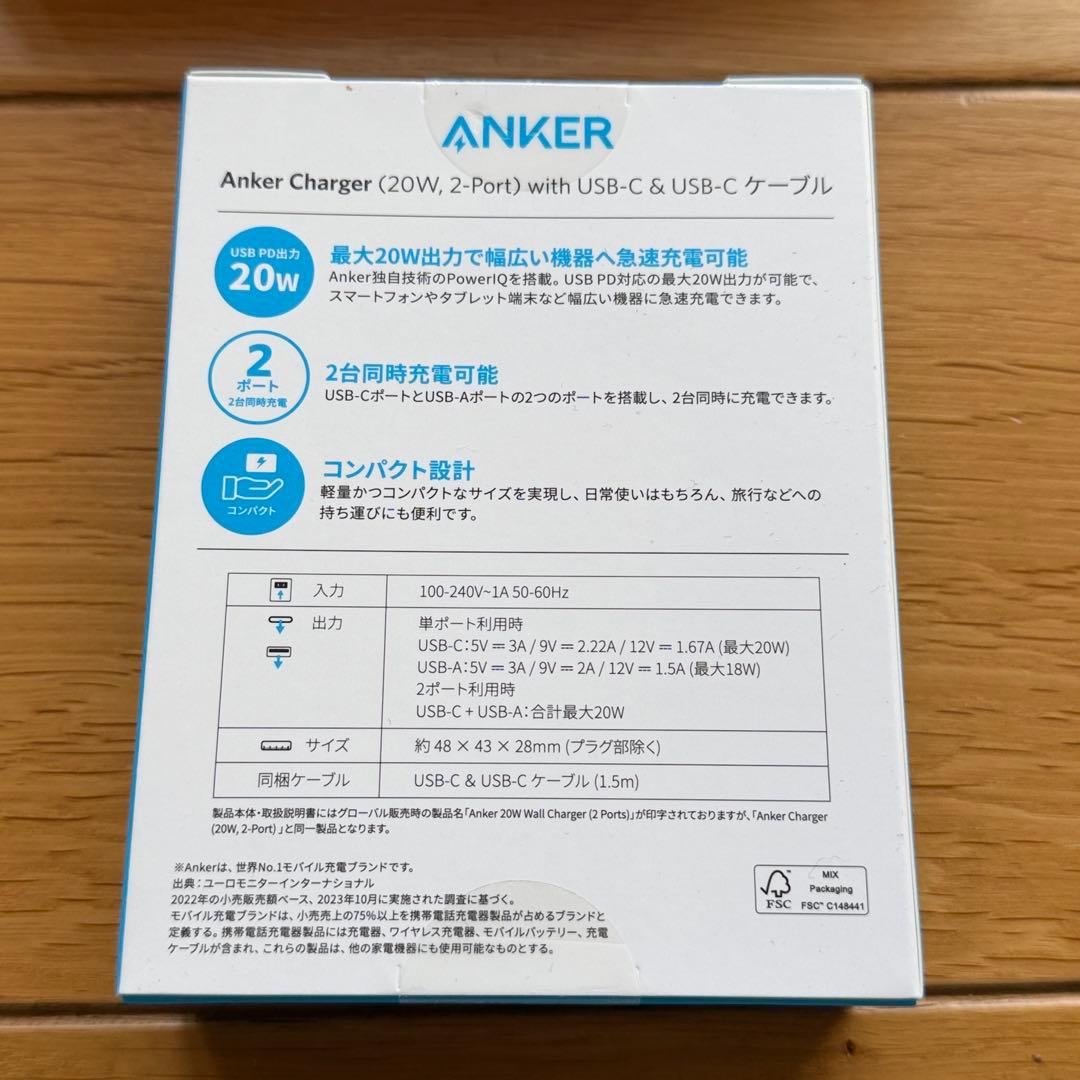 ANKER
Anker Charger (20W, 2-Port) with USB-C & USB-C ケーブル
USB PD出力
20W
最大20W出力で幅広い機器へ急速充電可能
Anker独自技術のPowerIQを搭載。USB PD対応の最大20W出力が可能で、
スマートフォンやタブレット端末など幅広い機器に急速充電できます。
2
ポート
2台同時充電
2台同時充電可能
USB-CポートとUSB-Aポートの2つのポートを搭載し、2台同時に充電できます。
コンパクト
コンパクト設計
軽量かつコンパクトなサイズを実現し、日常使いはもちろん、旅行などへの
持ち運びにも便利です。
入力 100-240V~1A 50-60Hz
出力 単ポート利用時
USB-C:5V ⎓ 3A / 9V ⎓ 2.22A / 12V ⎓ 1.67A (最大20W)
USB-A:5V ⎓ 3A / 9V ⎓ 2A / 12V ⎓ 1.5A (最大18W)
2ポート利用時
USB-C + USB-A:合計最大20W
サイズ 約 48 × 43 × 28mm (プラグ部除く)
同梱ケーブル USB-C & USB-C ケーブル (1.5m)
製品本体・取扱説明書にはグローバル販売時の製品名「Anker 20W Wall Charger (2 Ports)」が印字されておりますが、「Anker Charger
(20W, 2-Port) 」と同一製品となります。
※Ankerは、世界No.1モバイル充電ブランドです。
出典：ユーロモニターインターナショナル
2022年の小売販売額ベース、2023年10月に実施された調査に基づく。
モバイル充電ブランドは、小売売上の75%以上を携帯電話充電器製品が占めるブランドと
定義する。携帯電話充電器製品には充電器、ワイヤレス充電器、モバイルバッテリー、充電
ケーブルが含まれ、これらの製品は、他の家電機器にも使用可能なものとする。
FSC
MIX
Packaging
FSC™ C148441